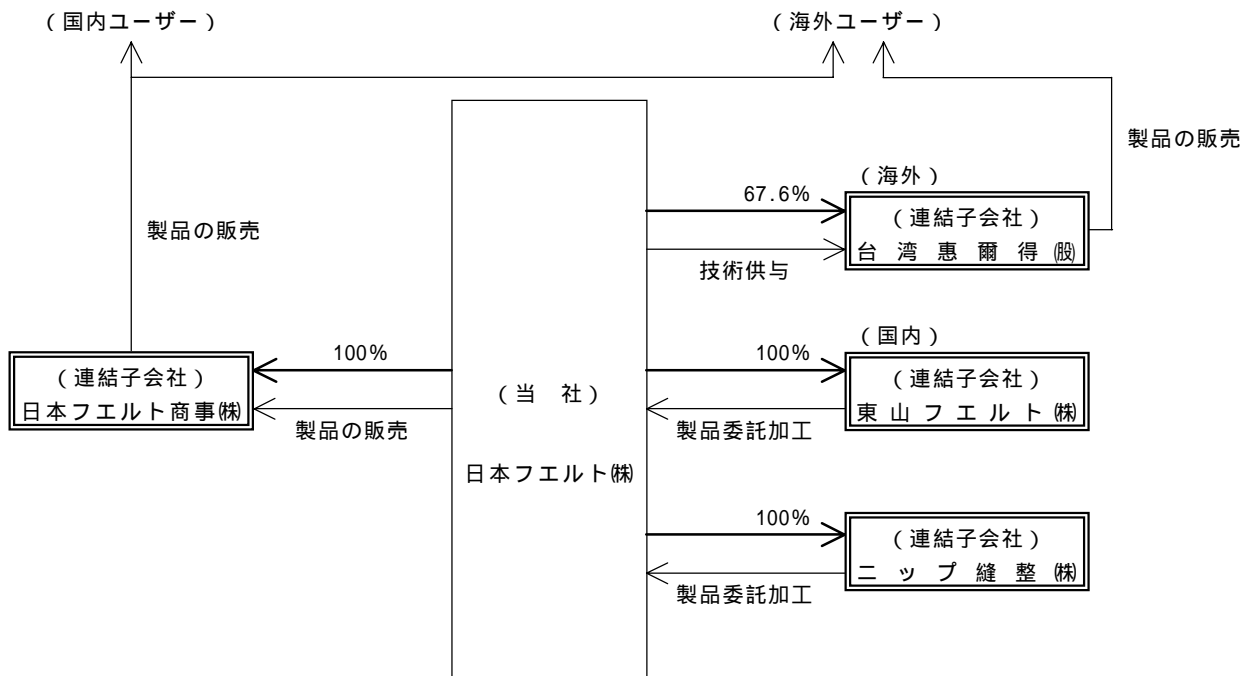 (国内ユーザー)
(海外ユーザー)
製品の販売
製品の販売
(海外)
67.6%
(連結子会社)
台湾惠爾得㈳
技術供与
(国内)
100%
(連結子会社)
日本フエルト商事㈱
製品の販売
(当 社)
日本フエルト㈱
100%
(連結子会社)
東山フエルト㈱
製品委託加工
100%
(連結子会社)
ニップ縫整㈱
製品委託加工